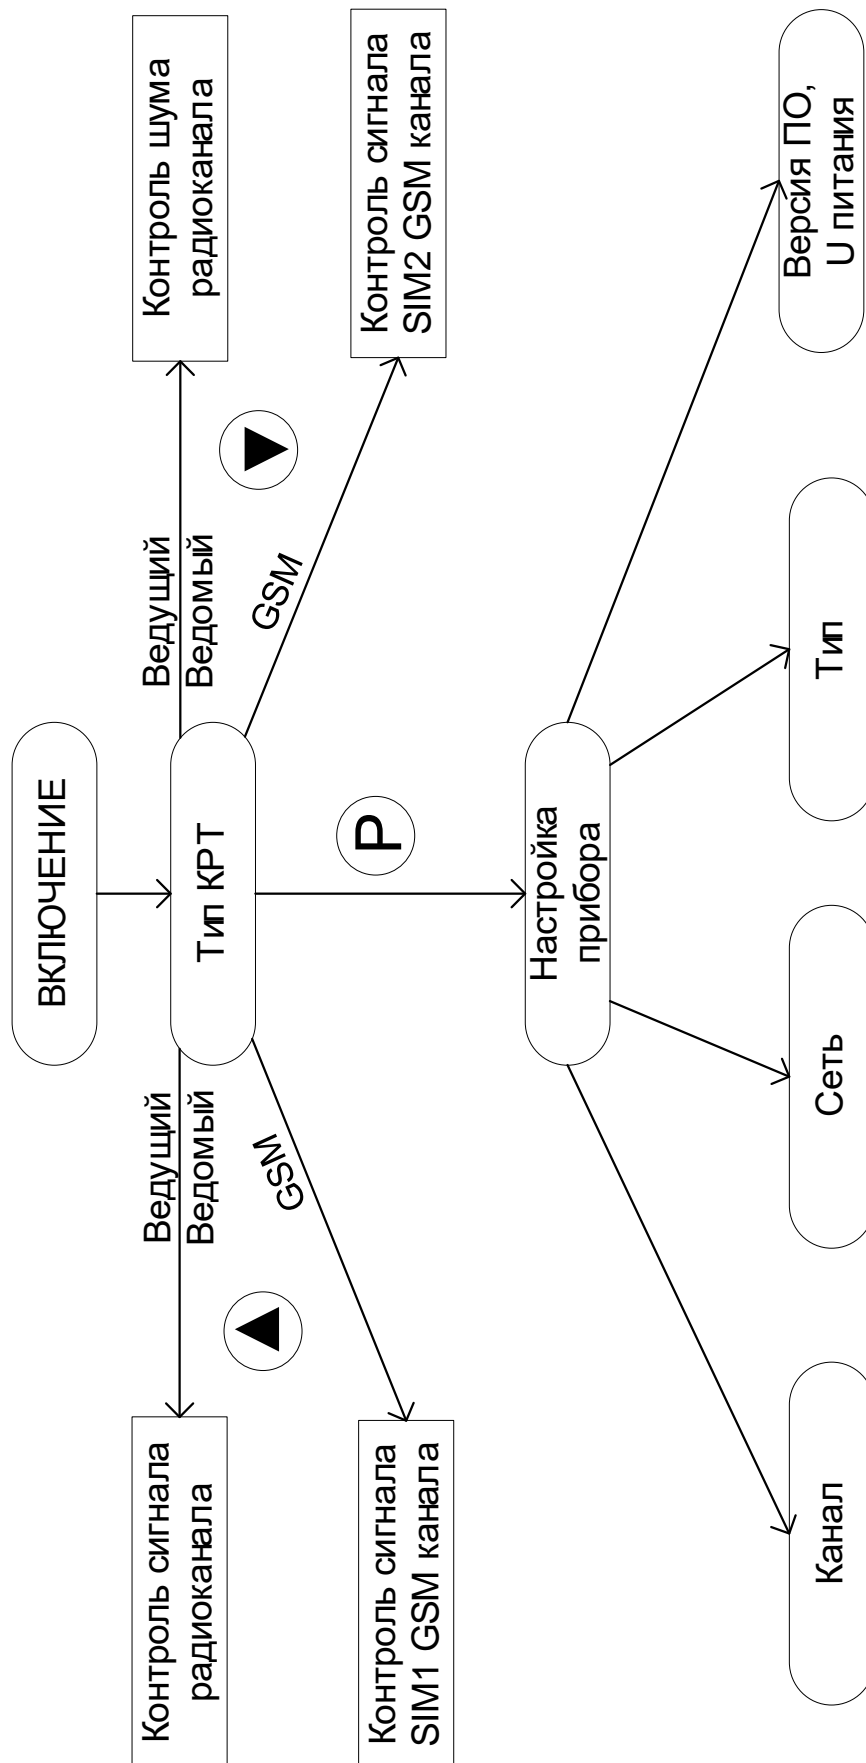 ВКЛЮЧЕНИЕ
Ведущий
Ведомый
Тип КРТ
Ведущий
Ведомый
Контроль сигнала
радиоканала
Контроль шума
радиоканала
GSM
GSM
Контроль сигнала
SIM1 GSM канала
P
Контроль сигнала
SIM2 GSM канала
Настройка
прибора
Канал
Сеть
Тип
Версия ПО,
U питания